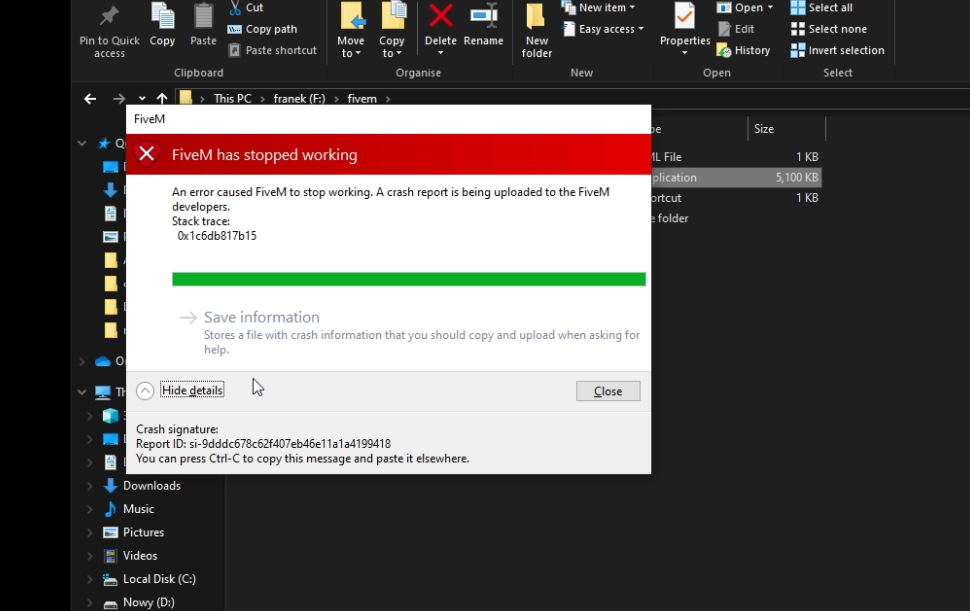 Cut
Copy path
Paste shortcut
Pin to Quick
access
Copy
Paste
Clipboard
Move
to
Copy
to
Delete
Rename
Organise
New item
Easy access
New
folder
New
Open
Edit
History
Properties
Open
Select all
Select none
Invert selection
Select
This PC
franek (F:)
fivem
FiveM
Size
FiveM has stopped working
ML File
1 KB
plication
5,100 KB
ortcut
1 KB
e folder
An error caused FiveM to stop working. A crash report is being uploaded to the FiveM
developers.
Stack trace:
0x1c6db817b15
Save information
Stores a file with crash information that you should copy and upload when asking for
help.
Hide details
Close
Crash signature:
Report ID: si-9dddc678c62f407eb46e11a1a4199418
You can press Ctrl-C to copy this message and paste it elsewhere.
Downloads
Music
Pictures
Videos
Local Disk (C:)
Nowy (D:)